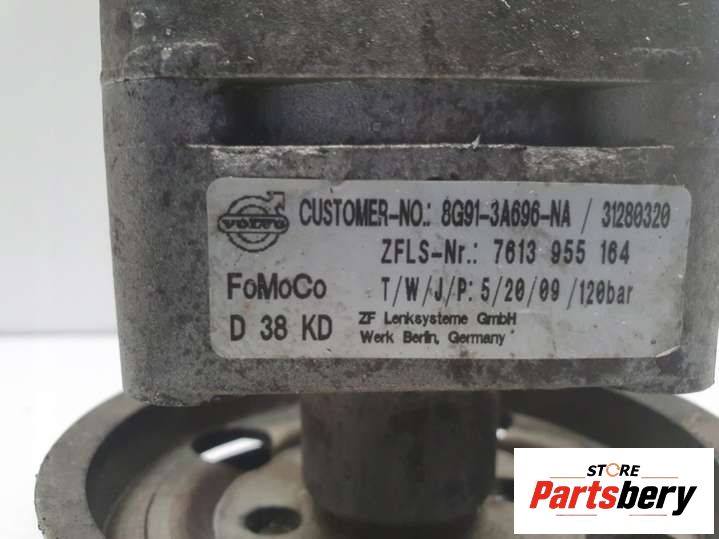 VOLVO
CUSTOMER-NO.: 8G91-3A696-NA / 31280320
ZFLS-Nr.: 7613 955 164
FoMoCo T/W/J/P: 5/20/09 /120bar
D 38 KD ZF Lenksysteme GmbH
Werk Berlin, Germany
STORE
Partsbery